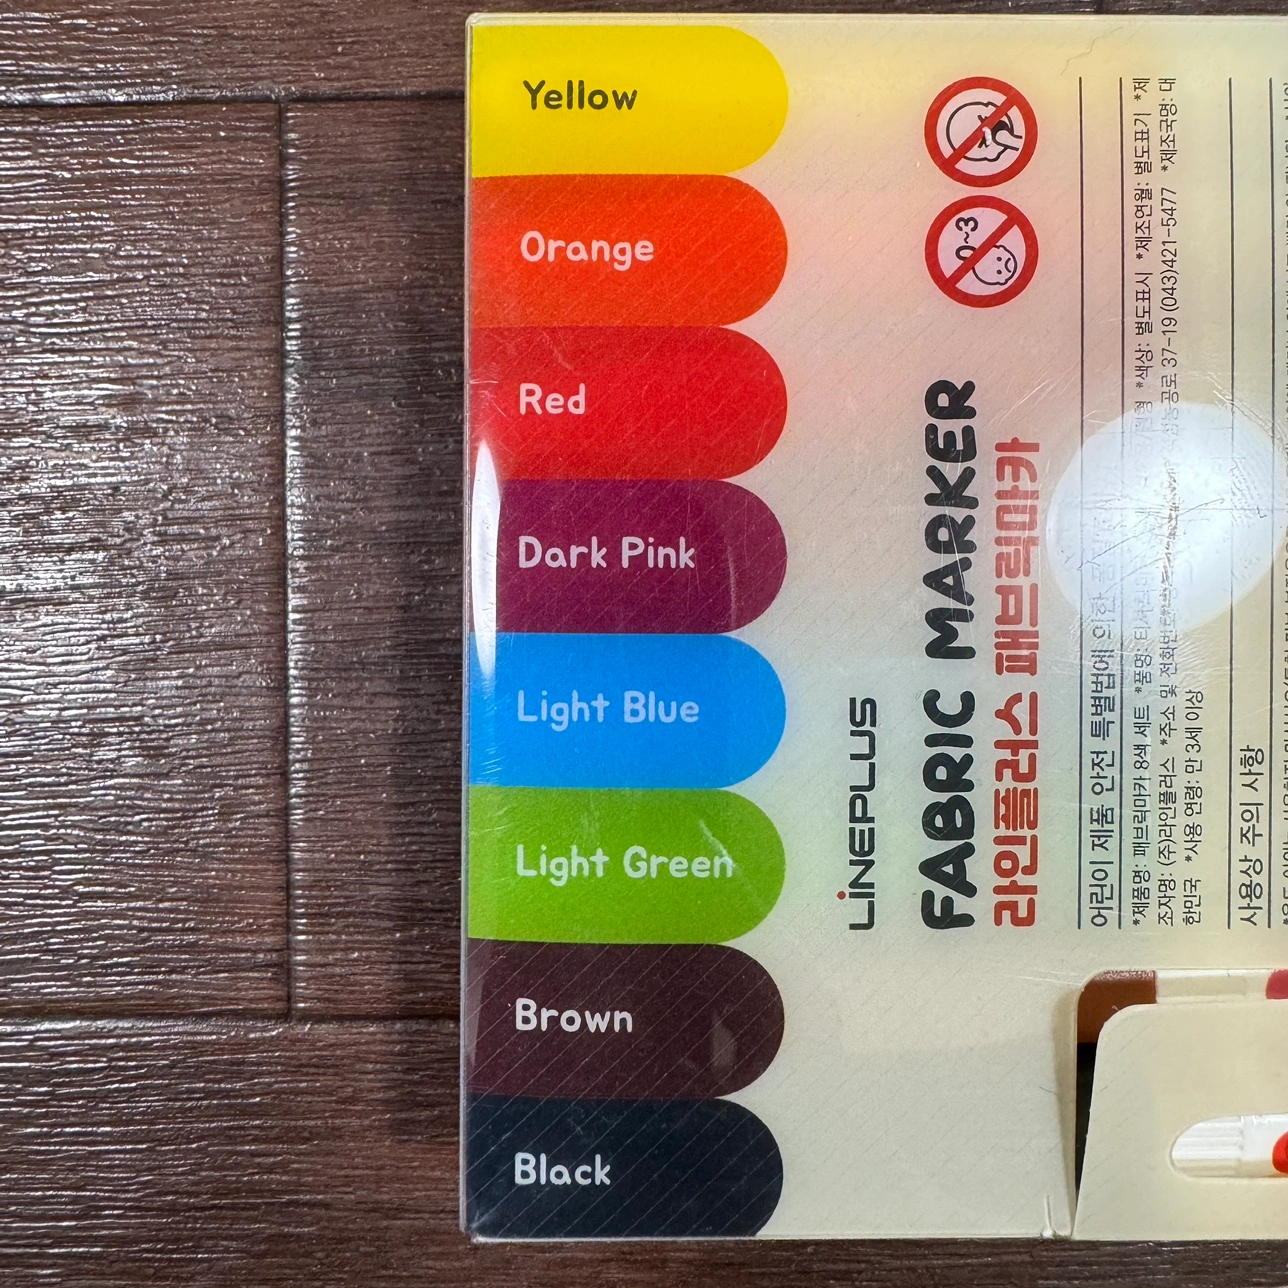 Yellow
Orange
Red
Dark Pink
Light Blue
Light Green
Brown
Black
0~3
LINEPLUS
FABRIC MARKER
라인플러스 패브릭마카
어린이 제품 안전 특별법에 의한
*제품명: 패브릭마카 8색 세트 *품명: *색상: 별도표시 *제조연월: 별도표기 *제
조자명: (주)라인플러스 *주소 및 전화번호: 37-19 (043)421-5477 *제조국명: 대
한민국 *사용 연령: 만 3세 이상
사용상 주의 사항